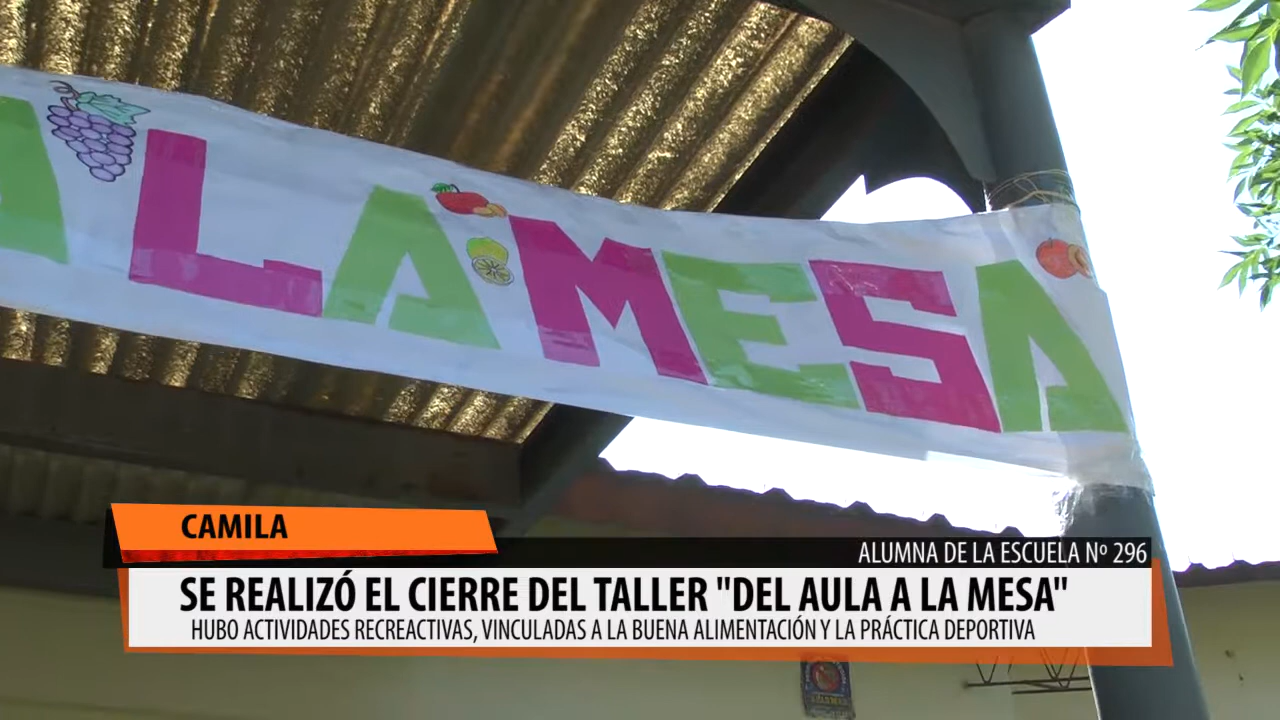 A LA MESA
CAMILA
ALUMNA DE LA ESCUELA Nº 296
SE REALIZÓ EL CIERRE DEL TALLER "DEL AULA A LA MESA"
HUBO ACTIVIDADES RECREACTIVAS, VINCULADAS A LA BUENA ALIMENTACIÓN Y LA PRÁCTICA DEPORTIVA